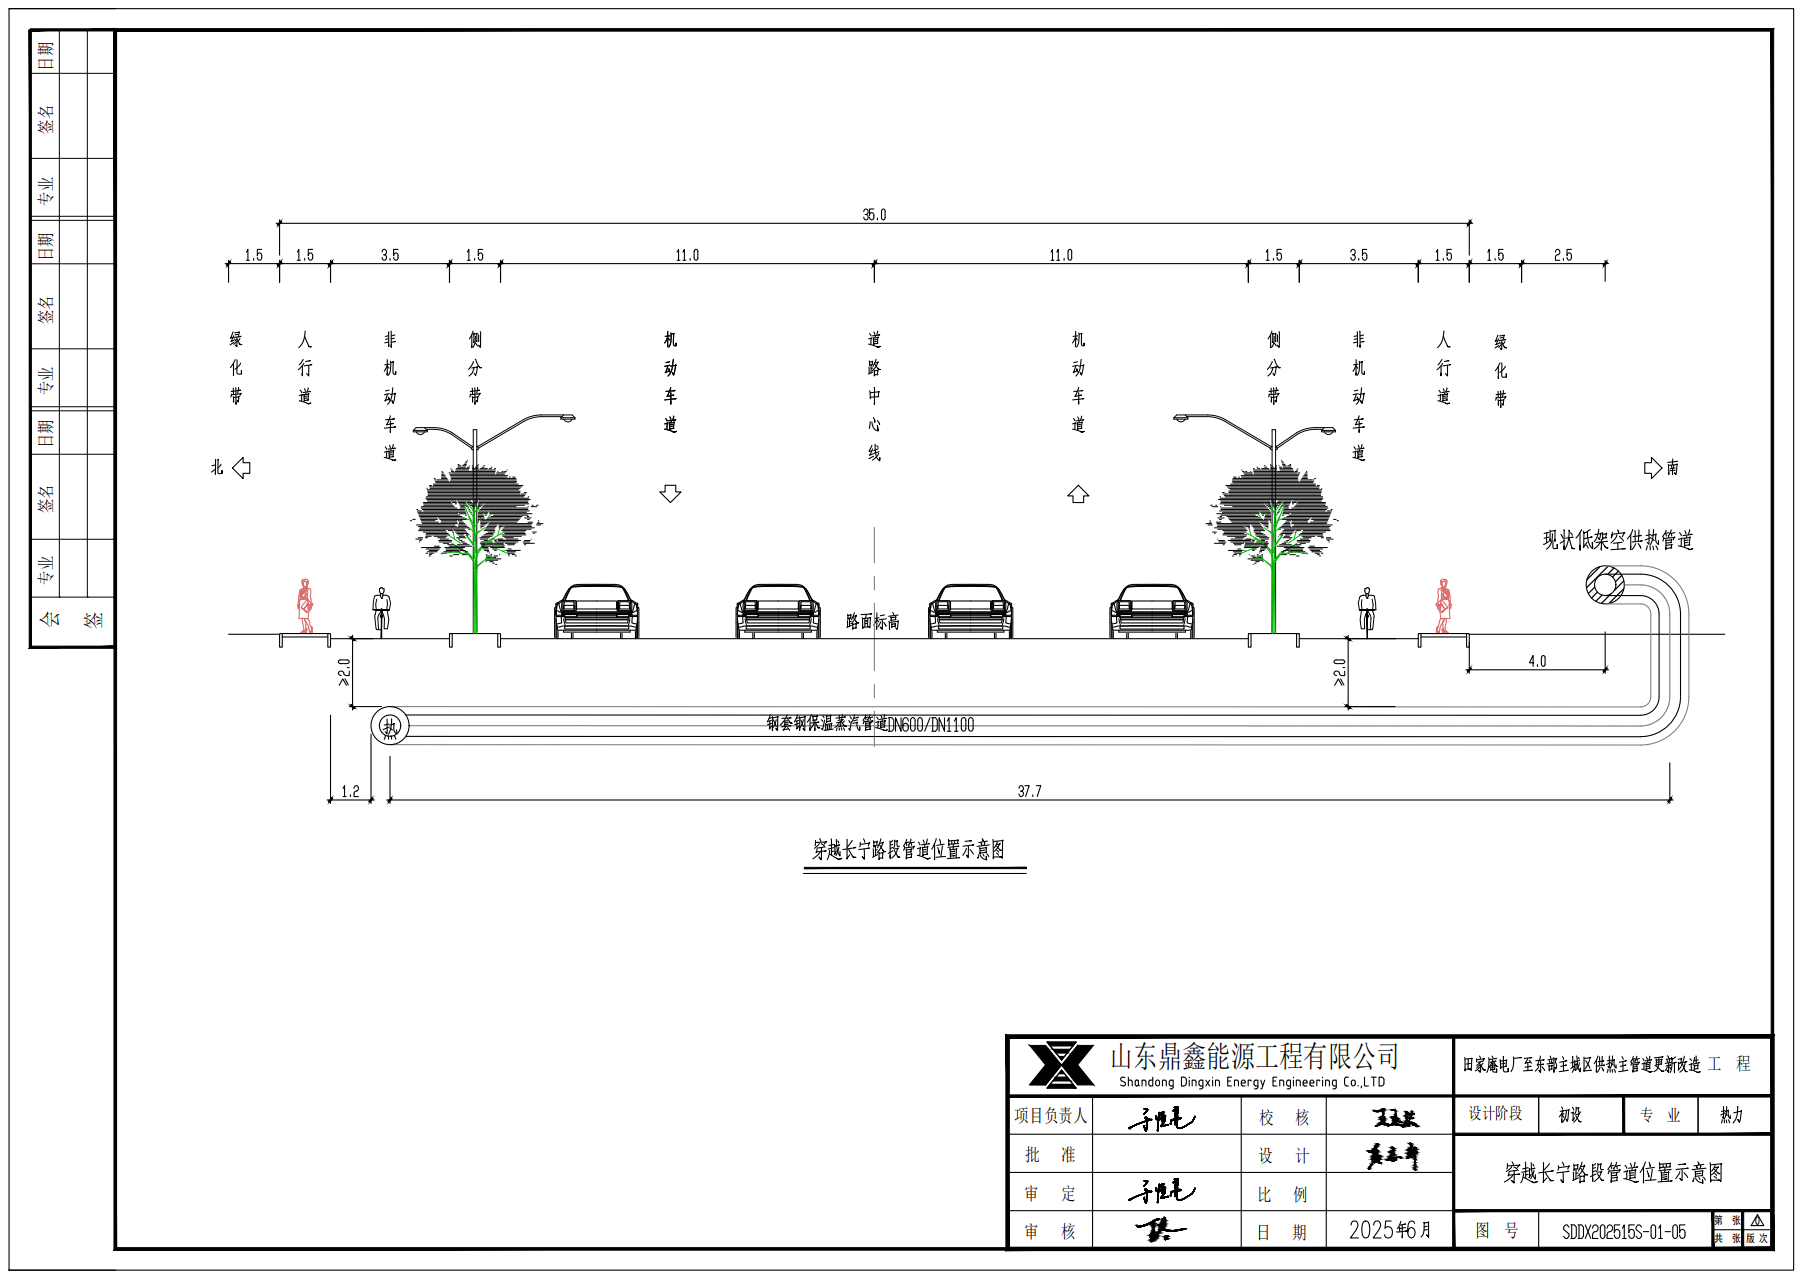 日期
签名
专业
日期
签名
专业
日期
签名
专业
会签
35.0
1.5 1.5 3.5 1.5 11.0 11.0 1.5 3.5 1.5 1.5 2.5
绿化带
人行道
非机动车道
侧分带
机动车道
道路中心线
机动车道
侧分带
非机动车道
人行道
绿化带
北
南
现状低架空供热管道
路面标高
≥2.0
≥2.0
4.0
热
钢套钢保温蒸汽管道DN600/DN1100
1.2
37.7
穿越长宁路段管道位置示意图
山东鼎鑫能源工程有限公司
Shandong Dingxin Energy Engineering Co.,LTD
田家庵电厂至东部主城区供热主管道更新改造 工 程
项目负责人
校 核
设计阶段 初设 专 业 热力
批 准
设 计
穿越长宁路段管道位置示意图
审 定
比 例
审 核
日 期 2025年6月
图 号 SDDX202515S-01-05
第 张
共 张
版 次